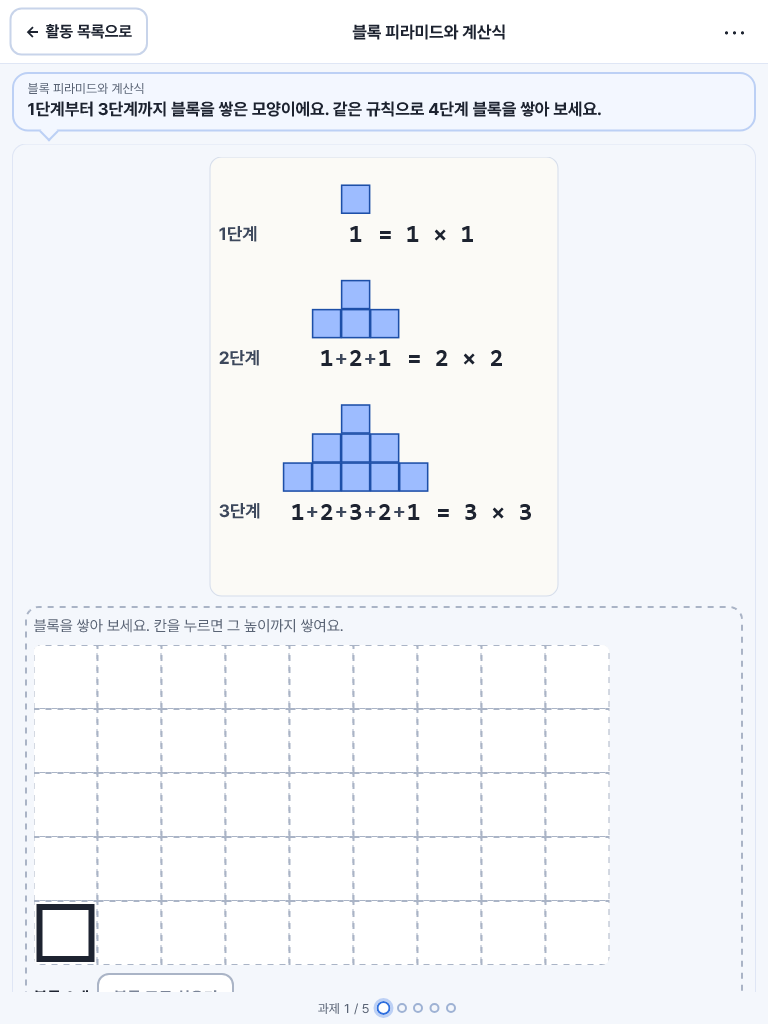 ← 활동 목록으로
블록 피라미드와 계산식
...
블록 피라미드와 계산식
1단계부터 3단계까지 블록을 쌓은 모양이에요. 같은 규칙으로 4단계 블록을 쌓아 보세요.
1단계 1 = 1 × 1
2단계 1+2+1 = 2 × 2
3단계 1+2+3+2+1 = 3 × 3
블록을 쌓아 보세요. 칸을 누르면 그 높이까지 쌓여요.
과제 1 / 5